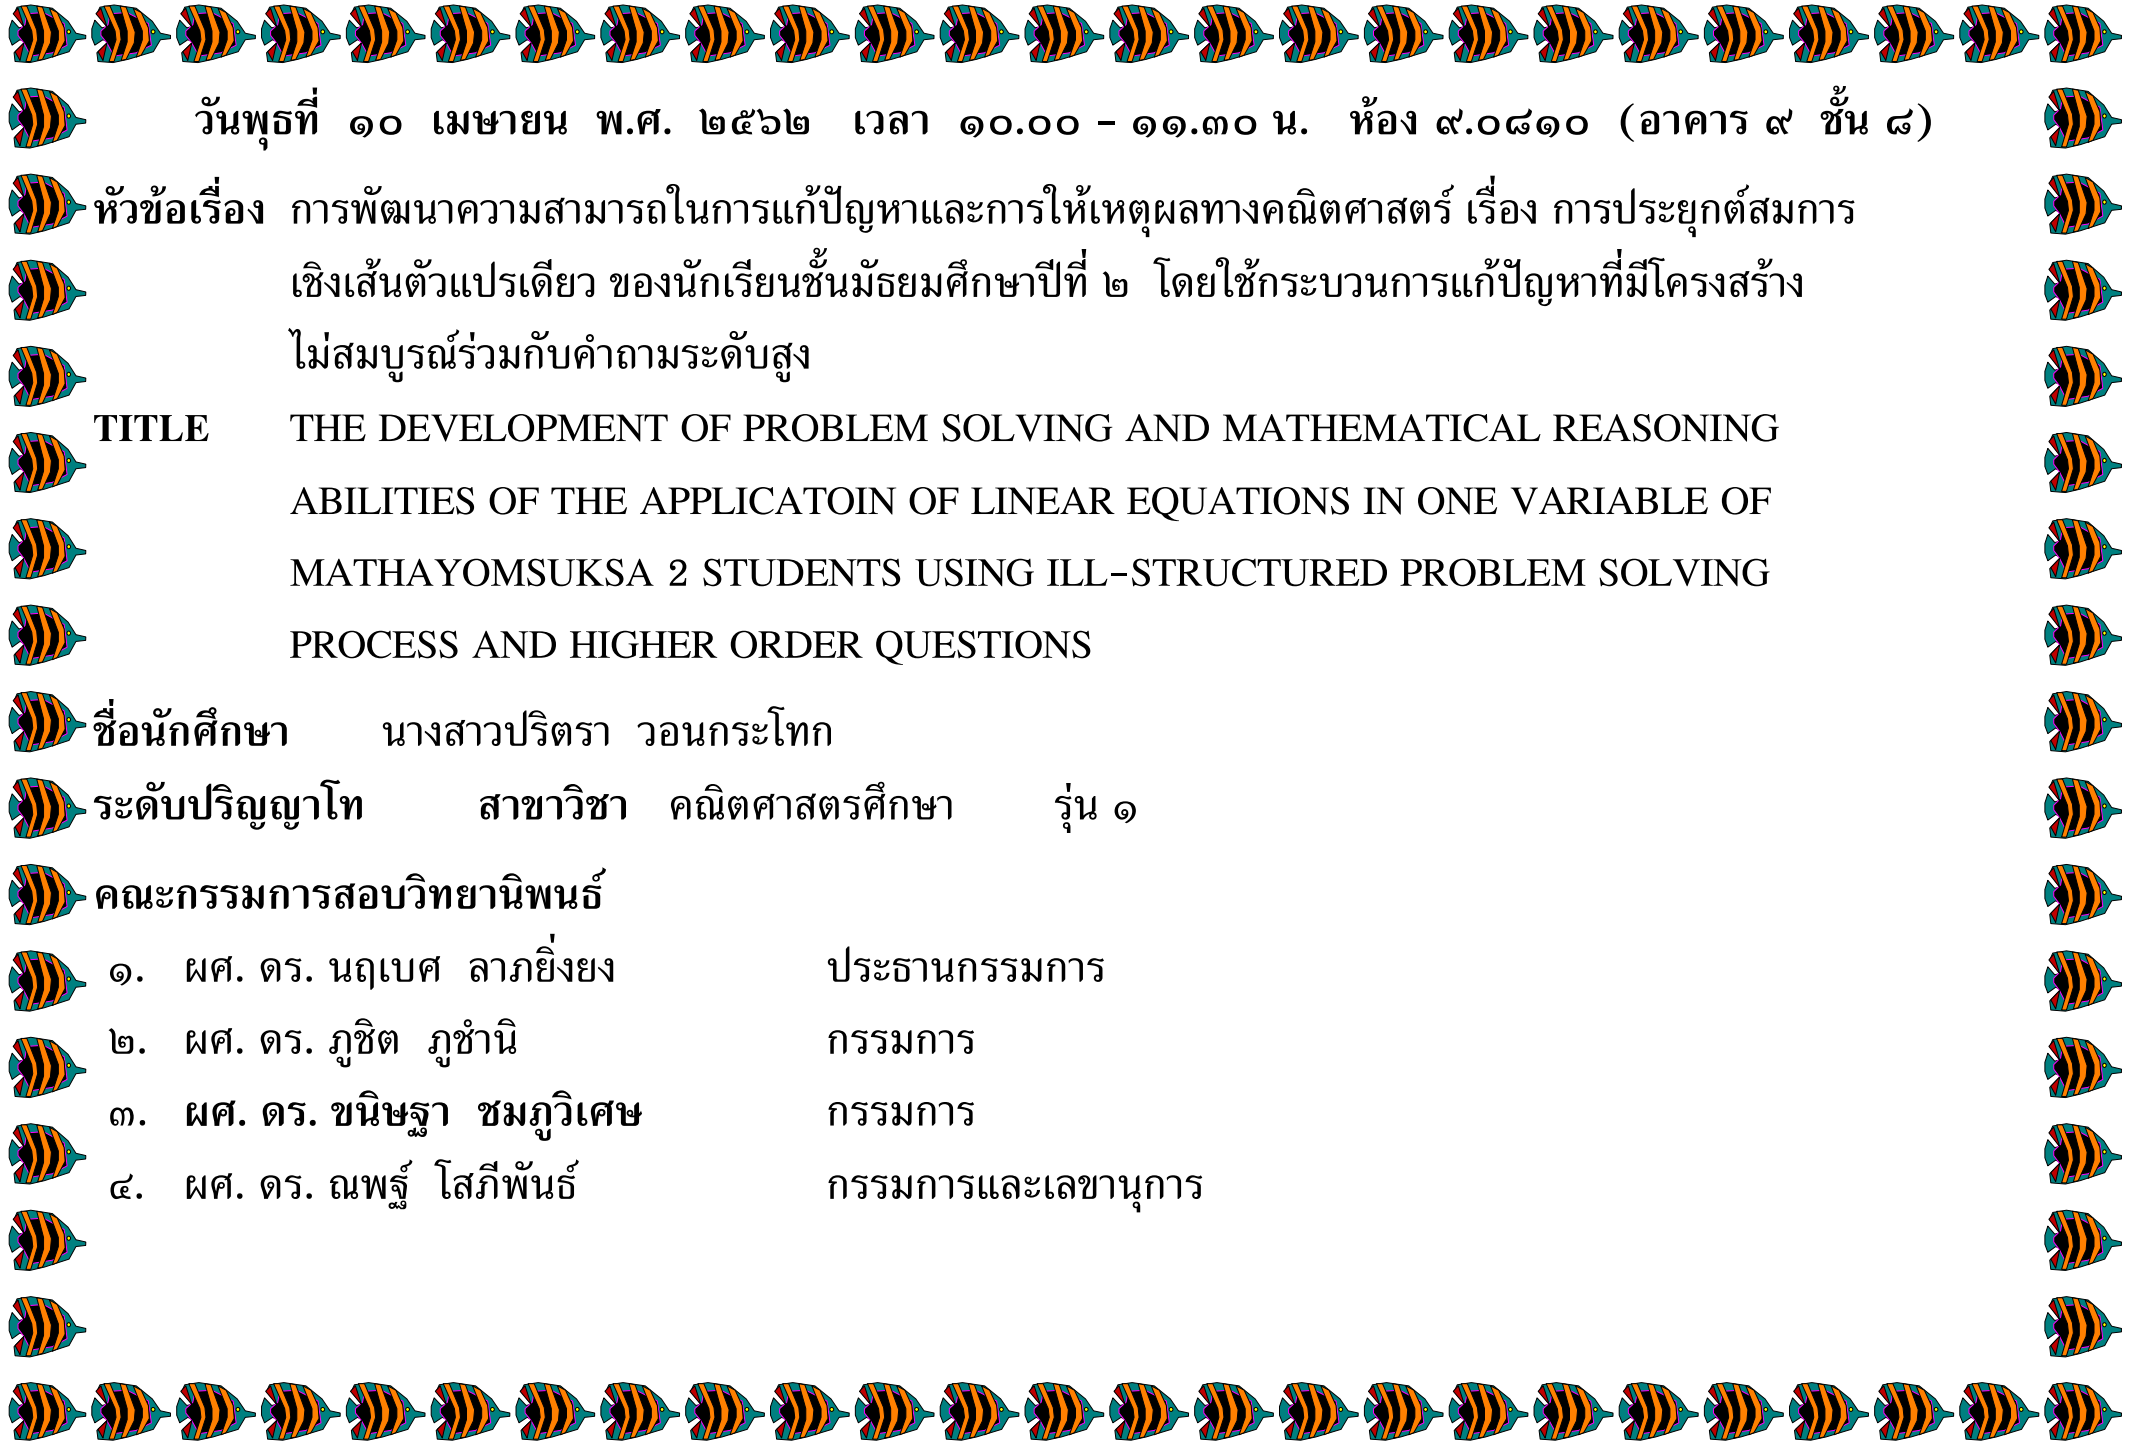 วันพุธที่ ๑๐ เมษายน พ.ศ. ๒๕๖๒ เวลา ๑๐.๐๐ - ๑๑.๓๐ น. ห้อง ๙.๐๘๑๐ (อาคาร ๙ ชั้น ๘)
หัวข้อเรื่อง การพัฒนาความสามารถในการแก้ปัญหาและการให้เหตุผลทางคณิตศาสตร์ เรื่อง การประยุกต์สมการ
เชิงเส้นตัวแปรเดียว ของนักเรียนชั้นมัธยมศึกษาปีที่ ๒ โดยใช้กระบวนการแก้ปัญหาที่มีโครงสร้าง
ไม่สมบูรณ์ร่วมกับคำถามระดับสูง
TITLE THE DEVELOPMENT OF PROBLEM SOLVING AND MATHEMATICAL REASONING
ABILITIES OF THE APPLICATOIN OF LINEAR EQUATIONS IN ONE VARIABLE OF
MATHAYOMSUKSA 2 STUDENTS USING ILL-STRUCTURED PROBLEM SOLVING
PROCESS AND HIGHER ORDER QUESTIONS
ชื่อนักศึกษา นางสาวปริตรา วอนกระโทก
ระดับปริญญาโท สาขาวิชา คณิตศาสตรศึกษา รุ่น ๑
คณะกรรมการสอบวิทยานิพนธ์
๑. ผศ. ดร. นฤเบศ ลาภยิ่งยง ประธานกรรมการ
๒. ผศ. ดร. ภูชิต ภูชำนิ กรรมการ
๓. ผศ. ดร. ขนิษฐา ชมภูวิเศษ กรรมการ
๔. ผศ. ดร. ณพฐ์ โสภีพันธ์ กรรมการและเลขานุการ